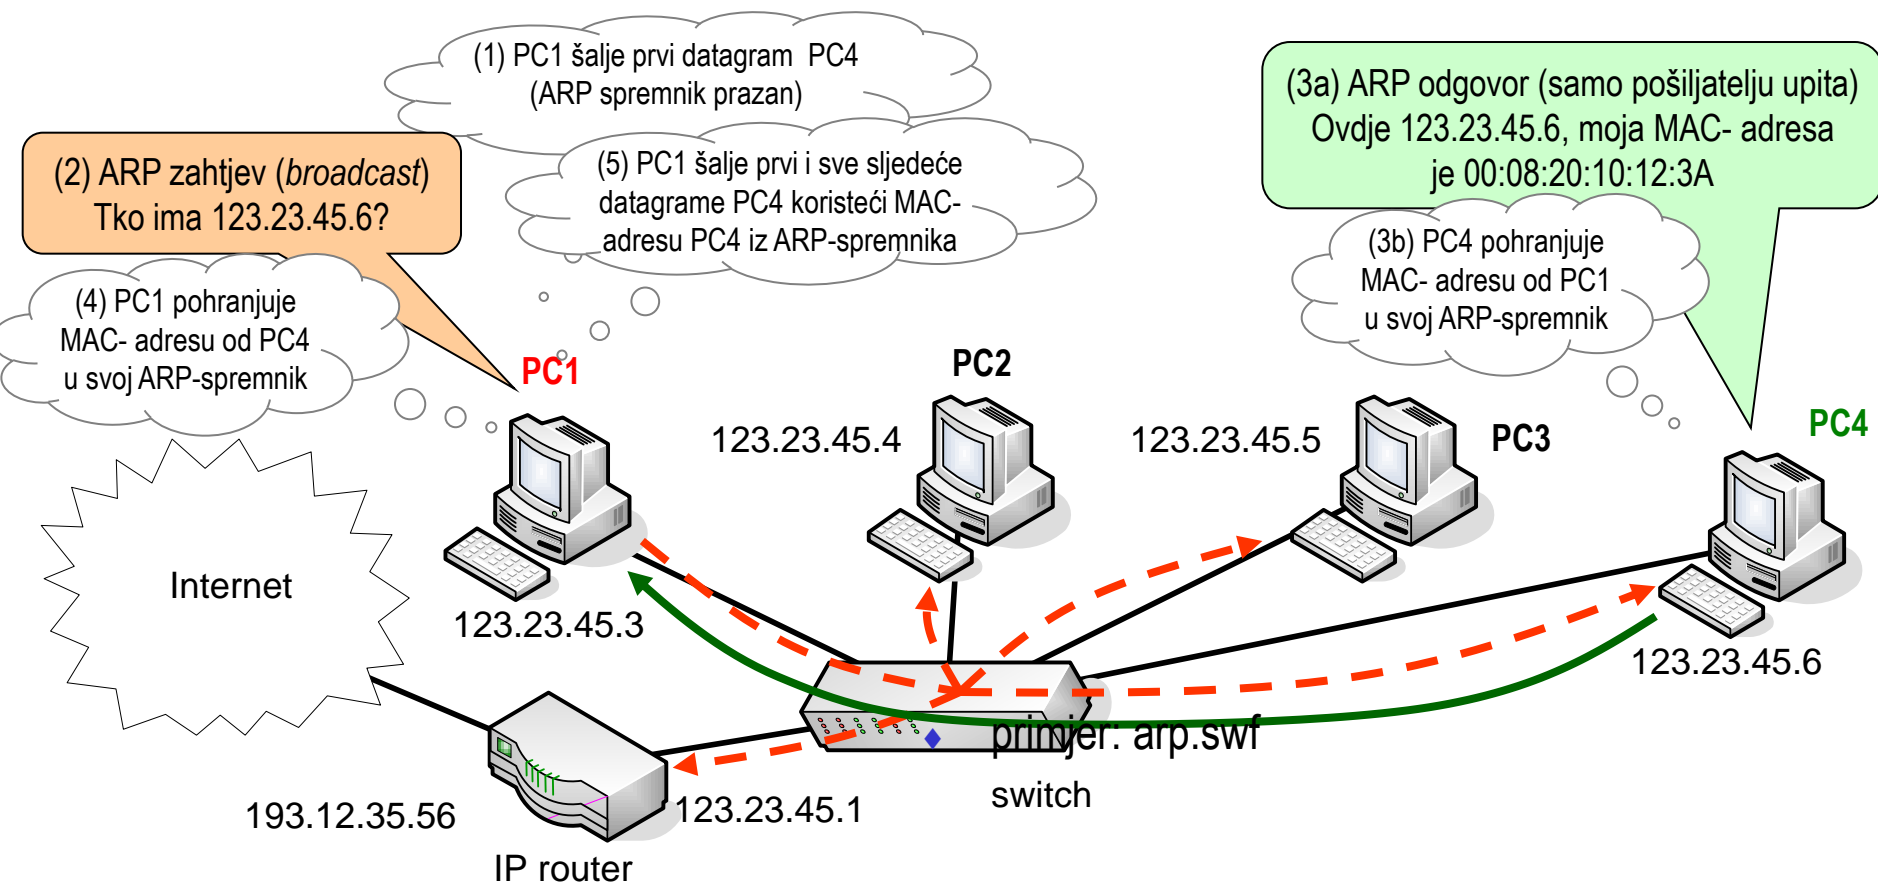 (1) PC1 šalje prvi datagram PC4
(ARP spremnik prazan)
(2) ARP zahtjev (broadcast)
Tko ima 123.23.45.6?
(5) PC1 šalje prvi i sve sljedeće
datagrame PC4 koristeći MAC-
adresu PC4 iz ARP-spremnika
(3a) ARP odgovor (samo pošiljatelju upita)
Ovdje 123.23.45.6, moja MAC- adresa
je 00:08:20:10:12:3A
(3b) PC4 pohranjuje
MAC- adresu od PC1
u svoj ARP-spremnik
(4) PC1 pohranjuje
MAC- adresu od PC4
u svoj ARP-spremnik
PC1
PC2
PC3
PC4
123.23.45.4
123.23.45.5
Internet
123.23.45.3
123.23.45.6
primjer: arp.swf
switch
193.12.35.56
123.23.45.1
IP router